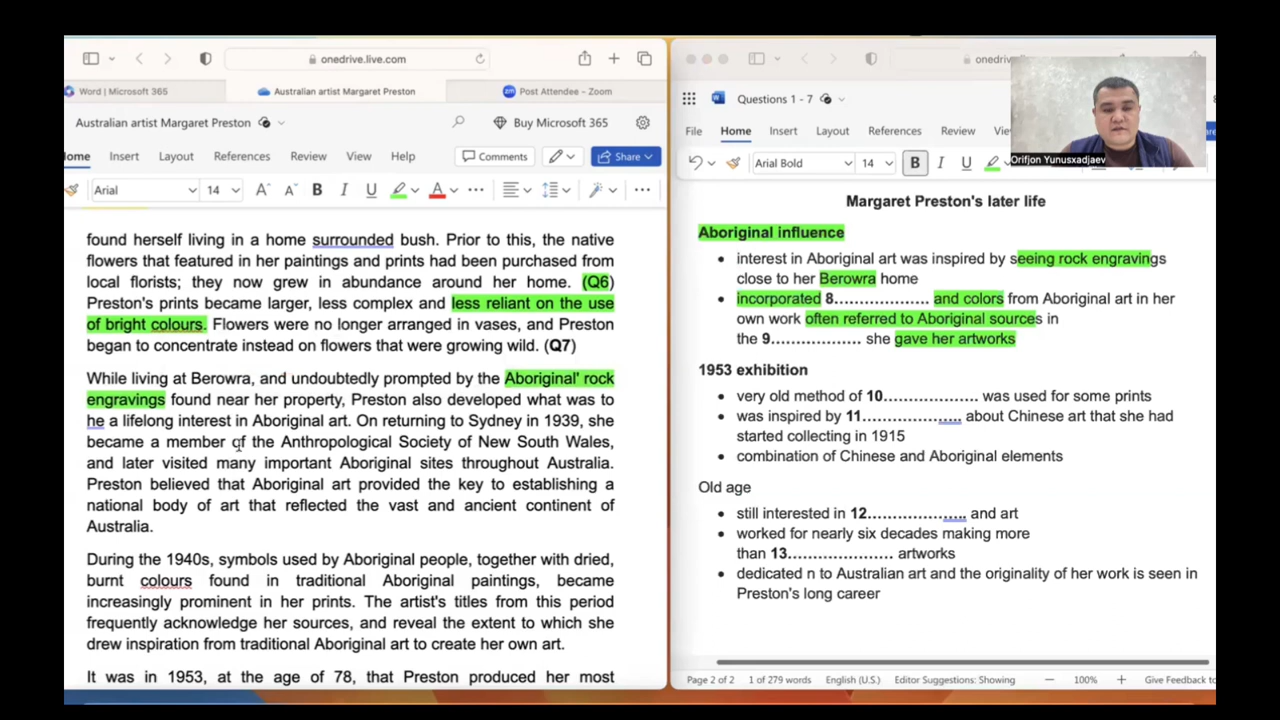 onedrive.live.com
Word | Microsoft 365
Australian artist Margaret Preston
Post Attendee - Zoom
Australian artist Margaret Preston
Buy Microsoft 365
ome
Insert
Layout
References
Review
View
Help
Comments
Share
Arial
14
found herself living in a home surrounded bush. Prior to this, the native
flowers that featured in her paintings and prints had been purchased from
local florists; they now grew in abundance around her home. (Q6)
Preston's prints became larger, less complex and less reliant on the use
of bright colours. Flowers were no longer arranged in vases, and Preston
began to concentrate instead on flowers that were growing wild. (Q7)
While living at Berowra, and undoubtedly prompted by the Aboriginal' rock
engravings found near her property, Preston also developed what was to
he a lifelong interest in Aboriginal art. On returning to Sydney in 1939, she
became a member of the Anthropological Society of New South Wales,
and later visited many important Aboriginal sites throughout Australia.
Preston believed that Aboriginal art provided the key to establishing a
national body of art that reflected the vast and ancient continent of
Australia.
During the 1940s, symbols used by Aboriginal people, together with dried,
burnt colours found in traditional Aboriginal paintings, became
increasingly prominent in her prints. The artist's titles from this period
frequently acknowledge her sources, and reveal the extent to which she
drew inspiration from traditional Aboriginal art to create her own art.
It was in 1953, at the age of 78, that Preston produced her most
onedriv
Questions 1 - 7
File
Home
Insert
Layout
References
Review
Vie
Arial Bold
14
Orifjon Yunusxadjaev
Margaret Preston's later life
Aboriginal influence
• interest in Aboriginal art was inspired by seeing rock engravings
close to her Berowra home
• incorporated 8.................... and colors from Aboriginal art in her
own work often referred to Aboriginal sources in
the 9.................... she gave her artworks
1953 exhibition
• very old method of 10.................... was used for some prints
• was inspired by 11.................... about Chinese art that she had
started collecting in 1915
• combination of Chinese and Aboriginal elements
Old age
• still interested in 12.................... and art
• worked for nearly six decades making more
than 13.................... artworks
• dedicated n to Australian art and the originality of her work is seen in
Preston's long career
Page 2 of 2
1 of 279 words
English (U.S.)
Editor Suggestions: Showing
100%
Give Feedback to